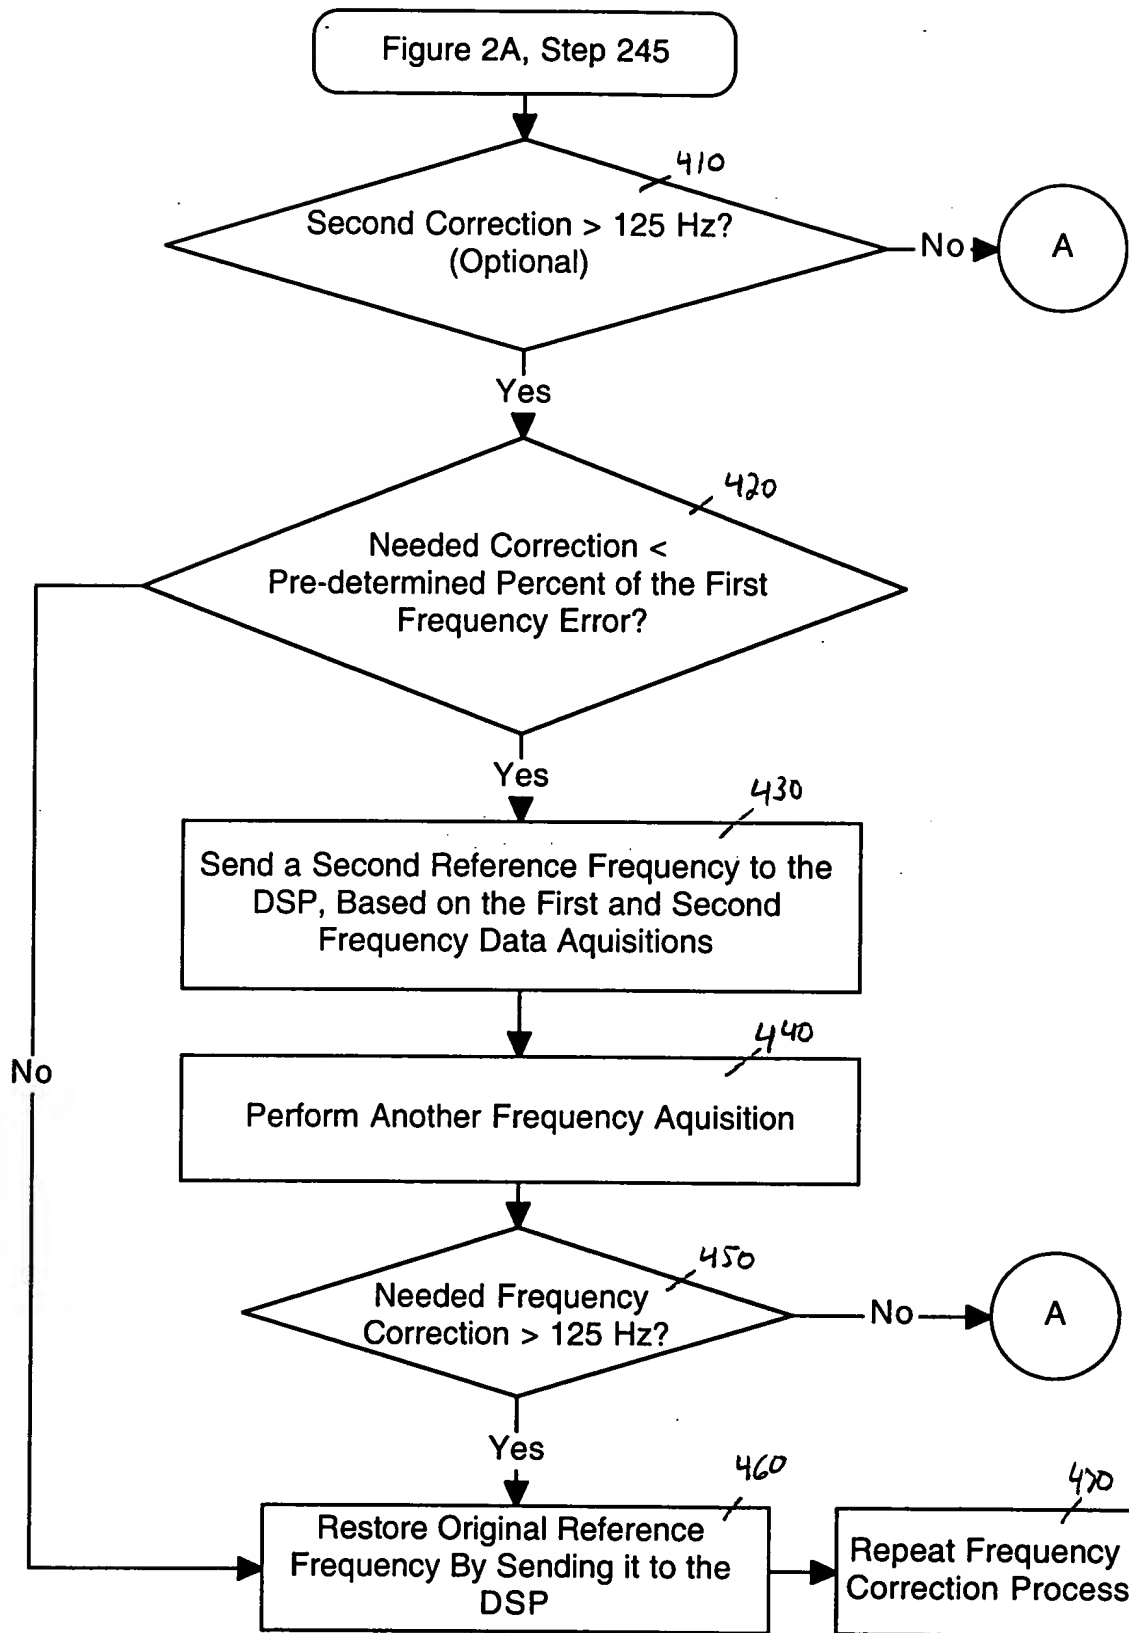 Figure 2A, Step 245
410
Second Correction > 125 Hz?
(Optional)
No
A
Yes
420
Needed Correction <
Pre-determined Percent of the First
Frequency Error?
Yes
430
Send a Second Reference Frequency to the
DSP, Based on the First and Second
Frequency Data Aquisitions
440
No
Perform Another Frequency Aquisition
450
Needed Frequency
Correction > 125 Hz?
No
A
Yes
460
Restore Original Reference
Frequency By Sending it to the
DSP
470
Repeat Frequency
Correction Process